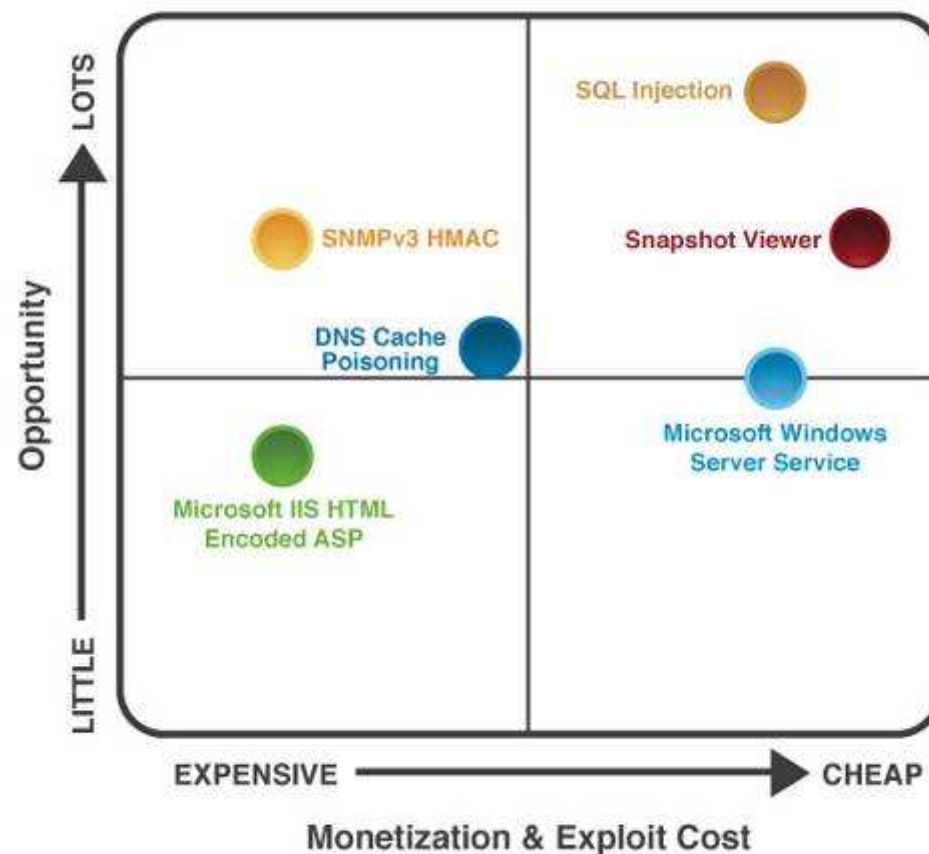 LOTS
SQL Injection
SNMPv3 HMAC
Snapshot Viewer
Opportunity
DNS Cache
Poisoning
Microsoft Windows
Server Service
Microsoft IIS HTML
Encoded ASP
LITTLE
EXPENSIVE
CHEAP
Monetization & Exploit Cost